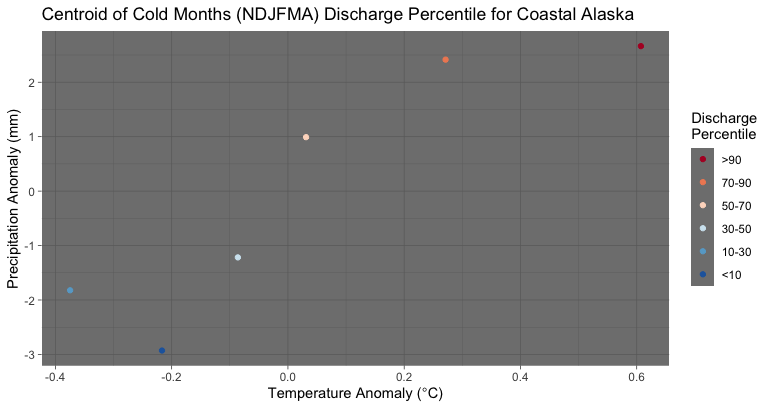 Centroid of Cold Months (NDJFMA) Discharge Percentile for Coastal Alaska
Precipitation Anomaly (mm)
2
1
0
-1
-2
-3
-0.4 -0.2 0.0 0.2 0.4 0.6
Temperature Anomaly (°C)
Discharge
Percentile
>90
70-90
50-70
30-50
10-30
<10